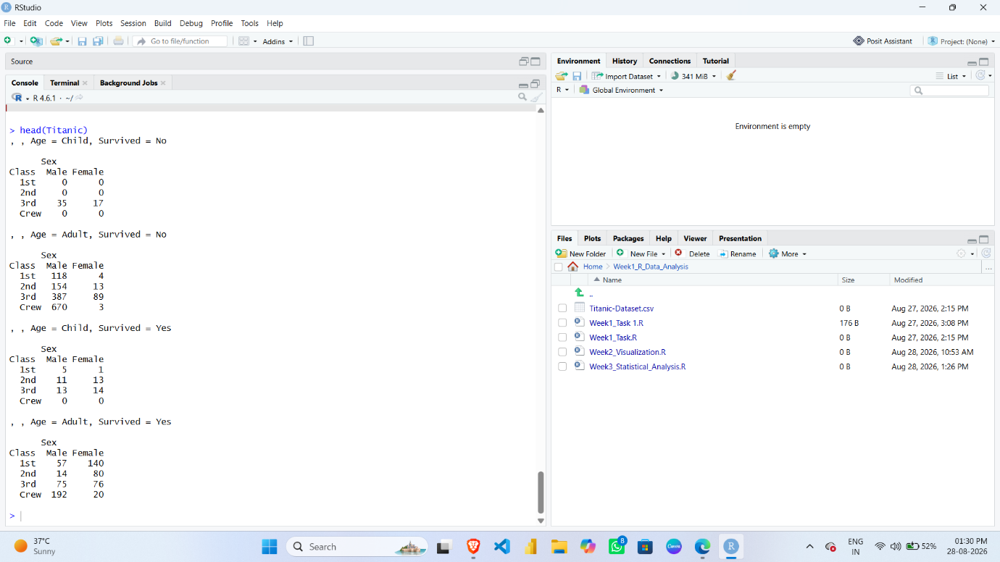 RStudio
File Edit Code View Plots Session Build Debug Profile Tools Help
Go to file/function Addins Posit Assistant Project: (None)
Source
Console Terminal Background Jobs
R 4.6.1 · ~/
> head(Titanic)
, , Age = Child, Survived = No
Sex
Class Male Female
1st 0 0
2nd 0 0
3rd 35 17
Crew 0 0
, , Age = Adult, Survived = No
Sex
Class Male Female
1st 118 4
2nd 154 13
3rd 387 89
Crew 670 3
, , Age = Child, Survived = Yes
Sex
Class Male Female
1st 5 1
2nd 11 13
3rd 13 14
Crew 0 0
, , Age = Adult, Survived = Yes
Sex
Class Male Female
1st 57 140
2nd 14 80
3rd 75 76
Crew 192 20
>
Environment History Connections Tutorial
Import Dataset 341 MiB List
R Global Environment
Environment is empty
Files Plots Packages Help Viewer Presentation
New Folder New File Delete Rename More
Home Week1_R_Data_Analysis ...
Name Size Modified
..
Titanic-Dataset.csv 0 B Aug 27, 2026, 2:15 PM
Week1_Task 1.R 176 B Aug 27, 2026, 3:08 PM
Week1_Task.R 0 B Aug 27, 2026, 2:15 PM
Week2_Visualization.R 0 B Aug 28, 2026, 10:53 AM
Week3_Statistical_Analysis.R 0 B Aug 28, 2026, 1:26 PM
37°C
Sunny
Search
8
Canva
ENG
IN
52%
01:30 PM
28-08-2026